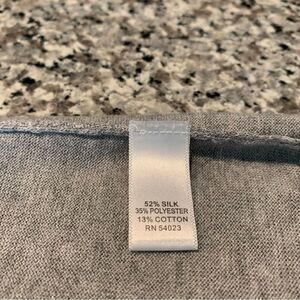 52% SILK
35% POLYESTER
13% COTTON
RN 54023